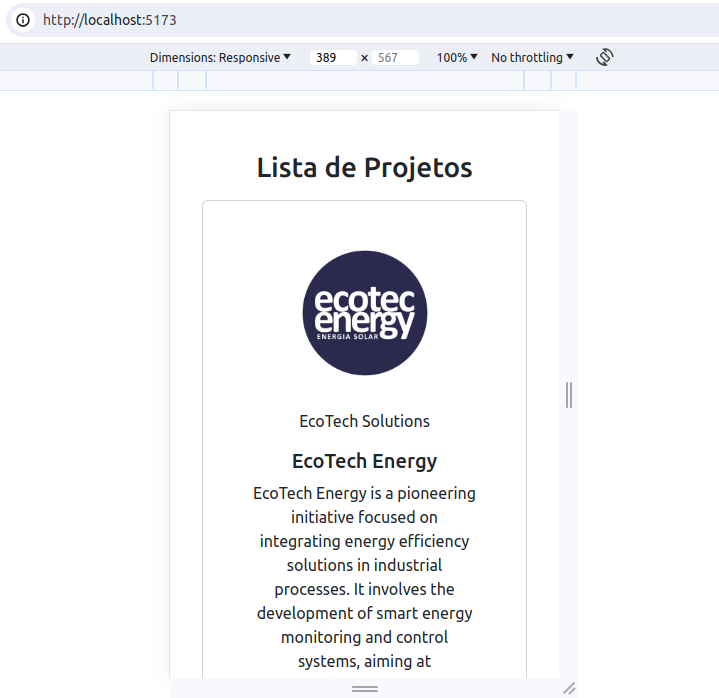 http://localhost:5173
Dimensions: Responsive 389 x 567 100% No throttling
Lista de Projetos
ecotec
energy
ENERGIA SOLAR
EcoTech Solutions
EcoTech Energy
EcoTech Energy is a pioneering
initiative focused on
integrating energy efficiency
solutions in industrial
processes. It involves the
development of smart energy
monitoring and control
systems, aiming at